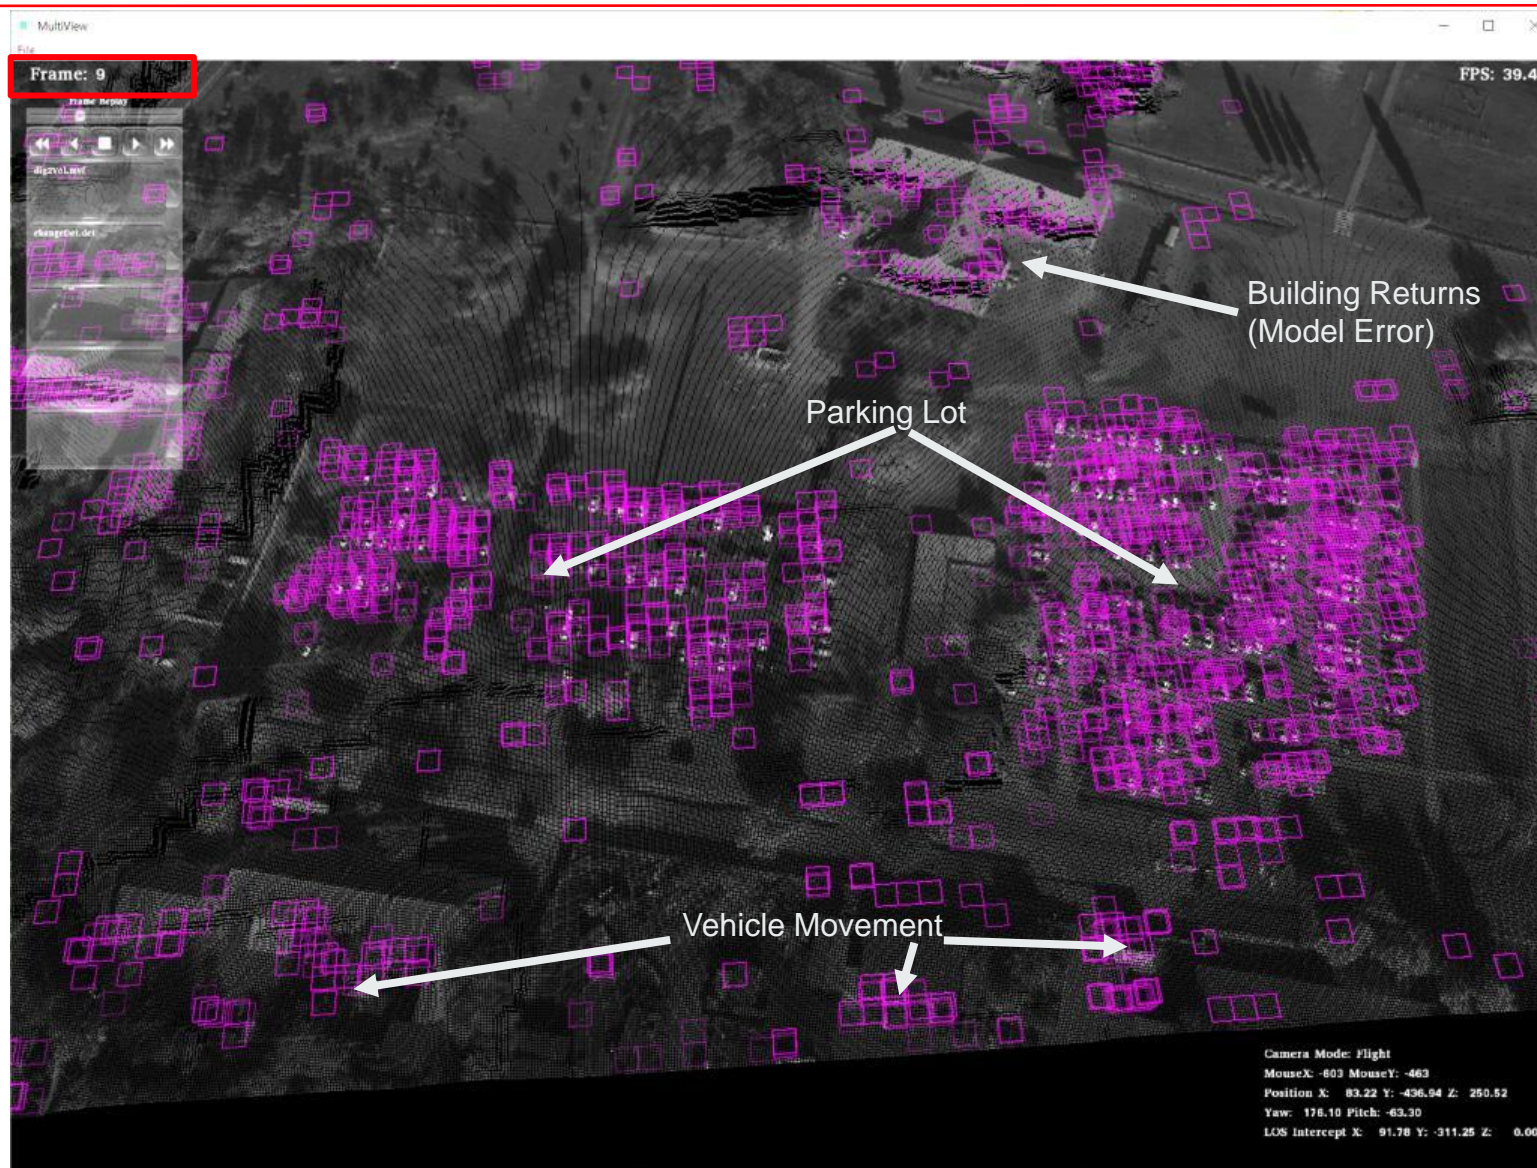 MultiView
File
Frame: 9
FPS: 39.4
Frame Replay
changeDet.det
Building Returns
(Model Error)
Parking Lot
Vehicle Movement
Camera Mode: Flight
MouseX: -603 MouseY: -463
Position X: 83.22 Y: -436.94 Z: 250.52
Yaw: 176.10 Pitch: -63.30
LOS Intercept X: 91.78 Y: -311.25 Z: 0.00